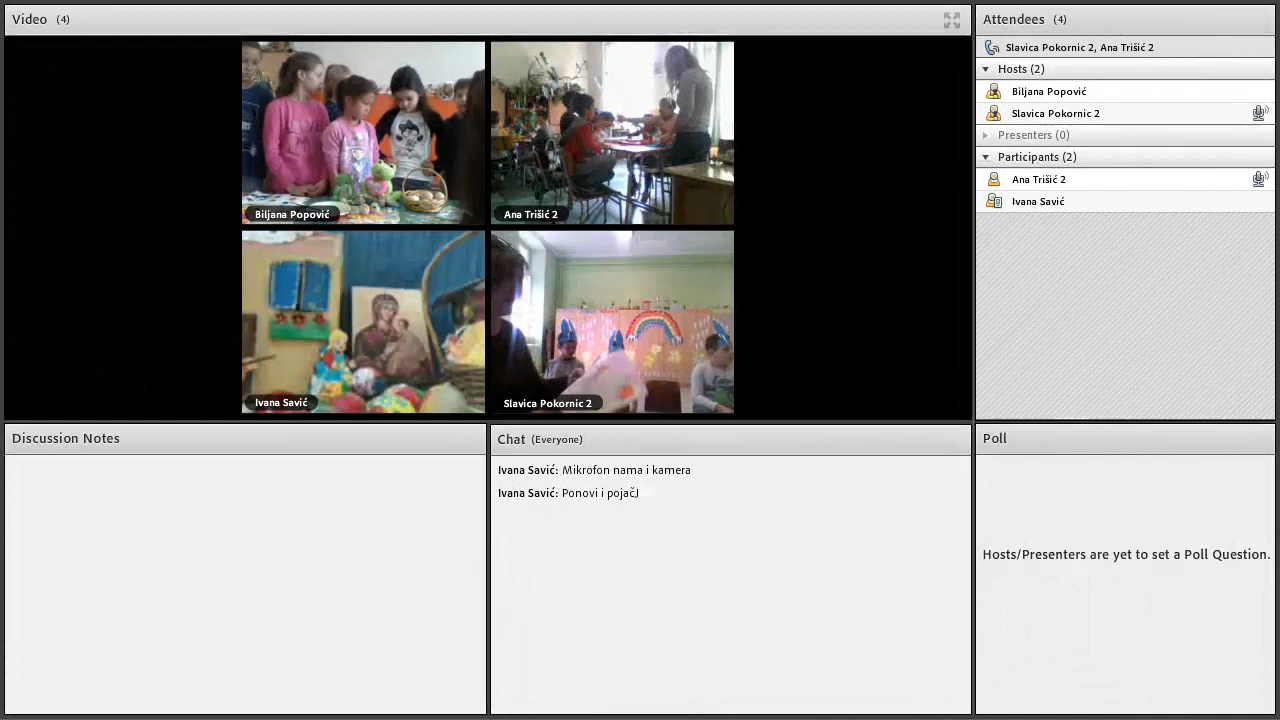 Video (4)
Biljana Popović
Ana Trišić 2
Ivana Savić
Slavica Pokornic 2
Attendees (4)
Slavica Pokornic 2, Ana Trišić 2
Hosts (2)
Biljana Popović
Slavica Pokornic 2
Presenters (0)
Participants (2)
Ana Trišić 2
Ivana Savić
Discussion Notes
Chat (Everyone)
Ivana Savić: Mikrofon nama i kamera
Ivana Savić: Ponovi i pojačJ
Poll
Hosts/Presenters are yet to set a Poll Question.